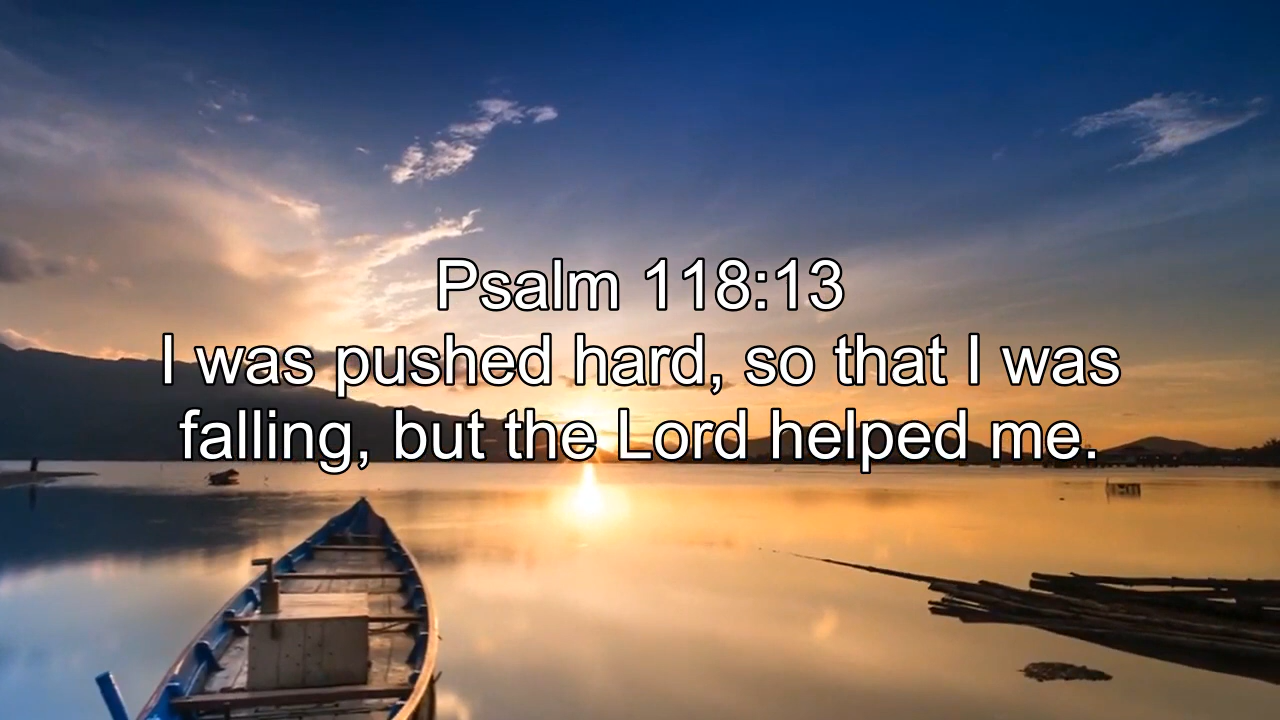 Psalm 118:13
I was pushed hard, so that I was
falling, but the Lord helped me.